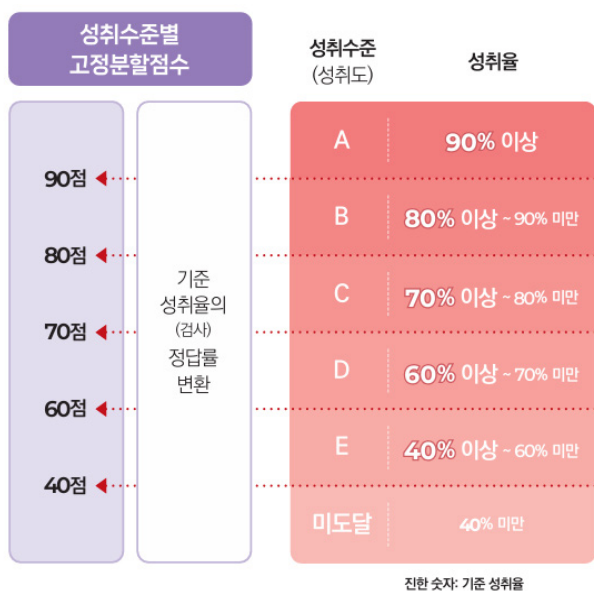 성취수준별
고정분할점수
성취수준
(성취도)
성취율
A
90% 이상
90점
B
80% 이상 ~ 90% 미만
80점
C
70% 이상 ~ 80% 미만
70점
D
60% 이상 ~ 70% 미만
60점
E
40% 이상 ~ 60% 미만
40점
미도달
40% 미만
기준
성취율의
(검사)
정답률
변환
진한 숫자: 기준 성취율